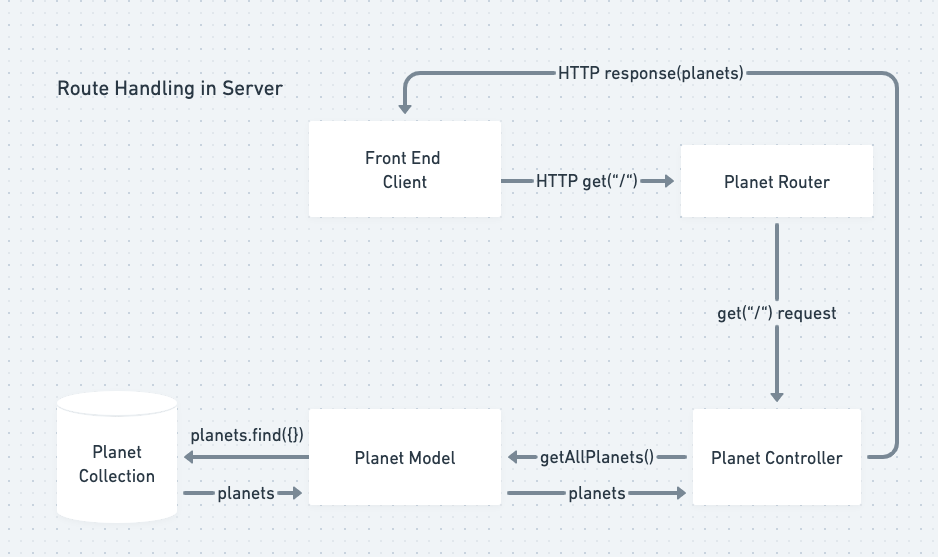 Route Handling in Server
HTTP response(planets)
Front End
Client
HTTP get(“/“)
Planet Router
get(“/“) request
planets.find({})
Planet
Collection
planets
Planet Model
getAllPlanets()
planets
Planet Controller